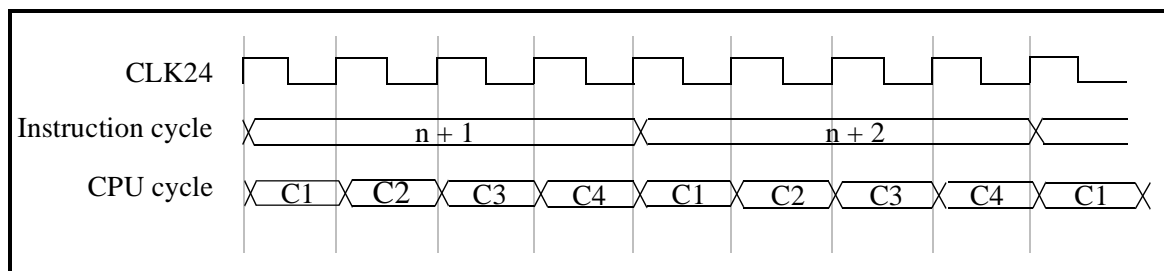 CLK24
Instruction cycle n + 1 n + 2
CPU cycle C1 C2 C3 C4 C1 C2 C3 C4 C1